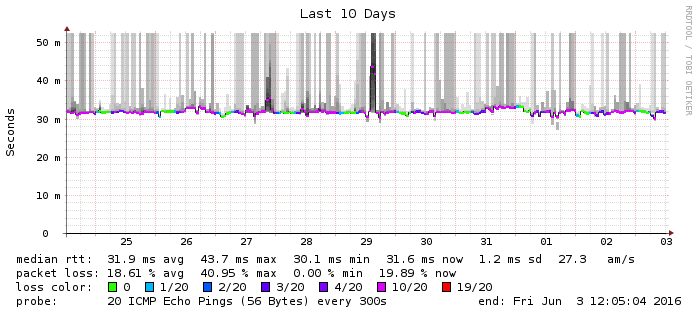 Last 10 Days
RRDTOOL / TOBI OETIKER
Seconds
50 m
40 m
30 m
20 m
10 m
0
25 26 27 28 29 30 31 01 02 03
median rtt: 31.9 ms avg 43.7 ms max 30.1 ms min 31.6 ms now 1.2 ms sd 27.3 am/s
packet loss: 18.61 % avg 40.95 % max 0.00 % min 19.89 % now
loss color: 0 1/20 2/20 3/20 4/20 10/20 19/20
probe: 20 ICMP Echo Pings (56 Bytes) every 300s end: Fri Jun 3 12:05:04 2016